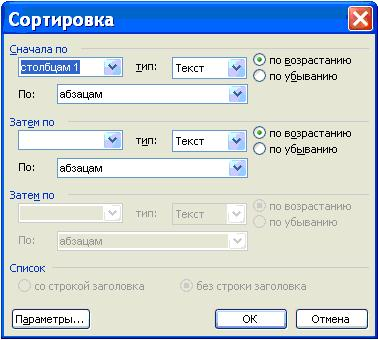 Сортировка
Сначала по
столбцам 1 тип: Текст по возрастанию
по убыванию
По: абзацам
Затем по
тип: Текст по возрастанию
по убыванию
По: абзацам
Затем по
тип: Текст по возрастанию
по убыванию
По: абзацам
Список
со строкой заголовка без строки заголовка
Параметры... ОК Отмена